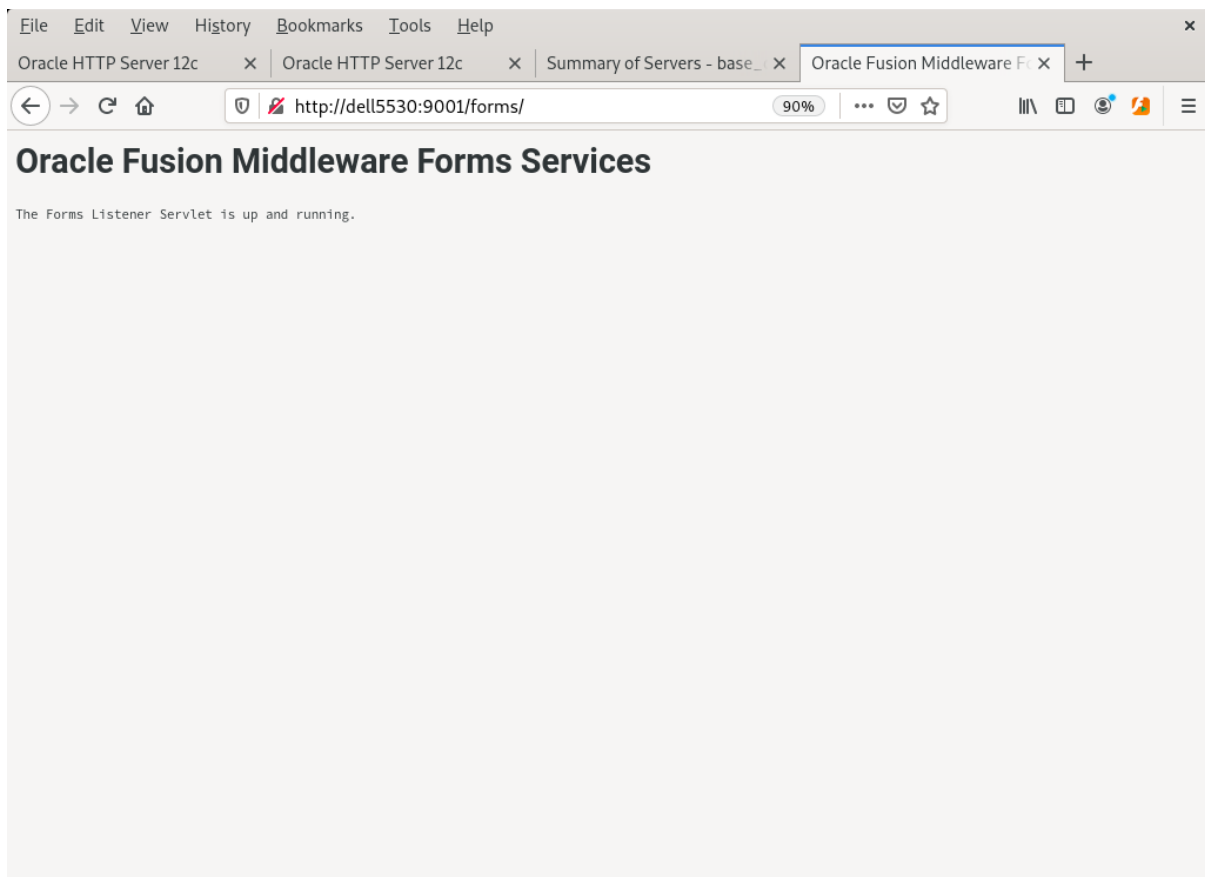 File Edit View History Bookmarks Tools Help
Oracle HTTP Server 12c Oracle HTTP Server 12c Summary of Servers - base_ Oracle Fusion Middleware Fo
http://dell5530:9001/forms/ 90%
Oracle Fusion Middleware Forms Services
The Forms Listener Servlet is up and running.